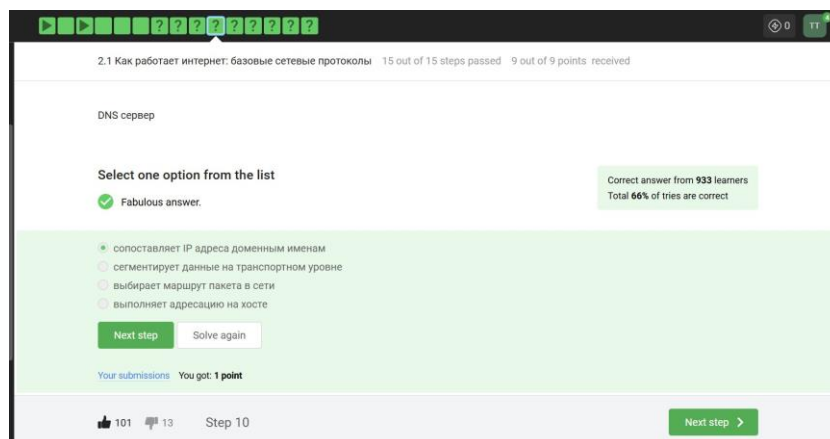 ? ? ? ? ? ? ? ? ?
0
TT
4
2.1 Как работает интернет: базовые сетевые протоколы 15 out of 15 steps passed 9 out of 9 points received
DNS сервер
Select one option from the list
Correct answer from 933 learners
Total 66% of tries are correct
Fabulous answer.
сопоставляет IP адреса доменным именам
сегментирует данные на транспортном уровне
выбирает маршрут пакета в сети
выполняет адресацию на хосте
Next step Solve again
Your submissions You got: 1 point
101 13 Step 10 Next step